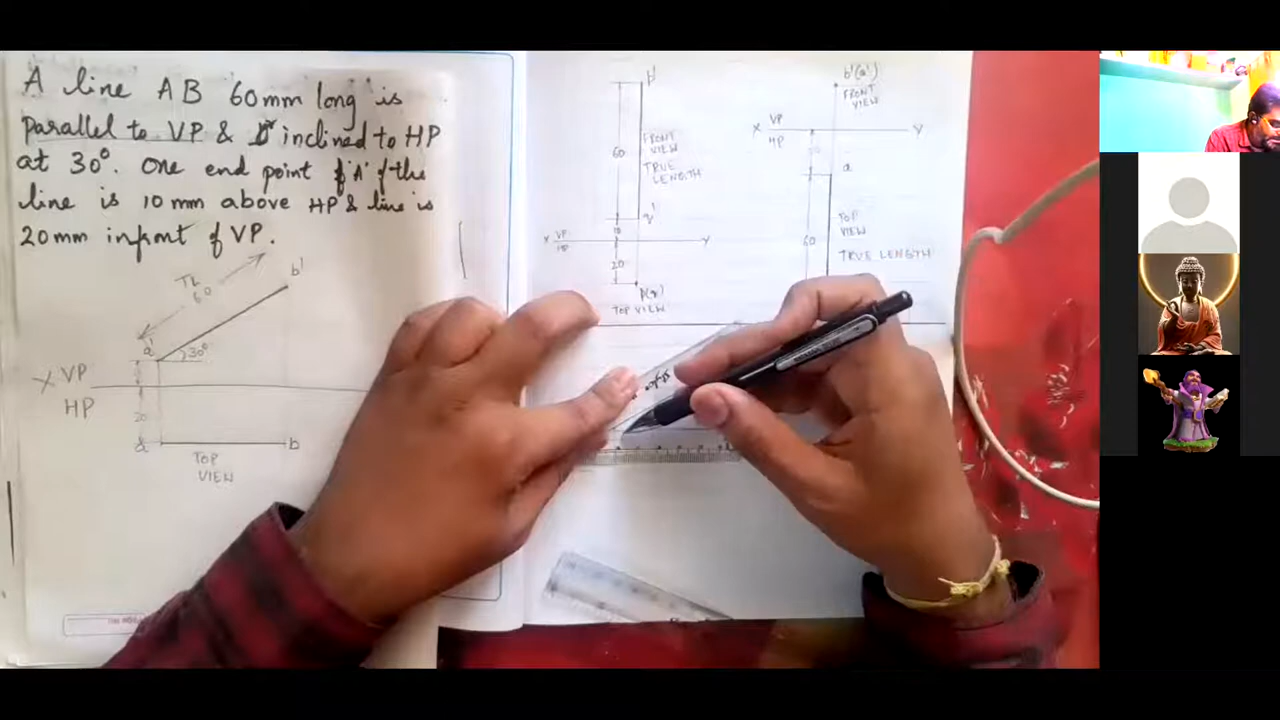 A line AB 60mm long is
parallel to VP & inclined to HP
at 30°. One end point of 'A' of the
line is 10mm above HP & line is
20mm infront of VP.
TL
60
b'
a'
30°
X VP
HP
20
a
b
TOP
VIEW
b'
60
FRONT
VIEW
TRUE
LENGTH
a'
10
X VP
HP
Y
20
TOP VIEW
b'(a')
FRONT
VIEW
X VP
HP
Y
a
TOP
VIEW
60
TRUE LENGTH